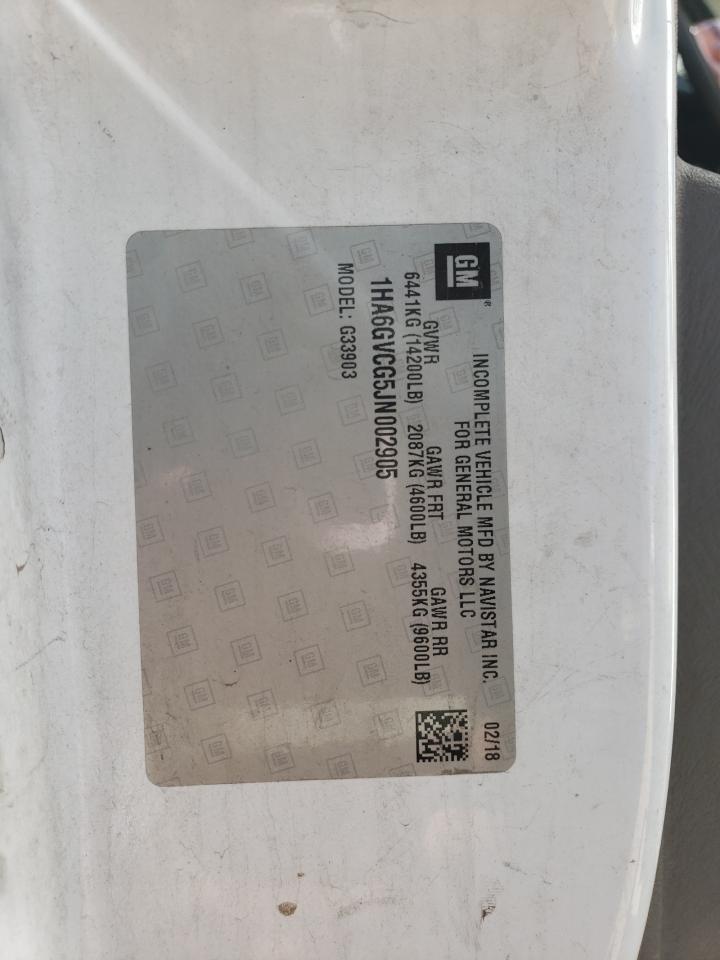 GM
INCOMPLETE VEHICLE MFD BY NAVISTAR INC. 02/18
FOR GENERAL MOTORS LLC
GVWR GAWR FRT GAWR RR
6441KG (14200LB) 2087KG (4600LB) 4355KG (9600LB)
1HA6GVCG5JN002905
MODEL: G33903